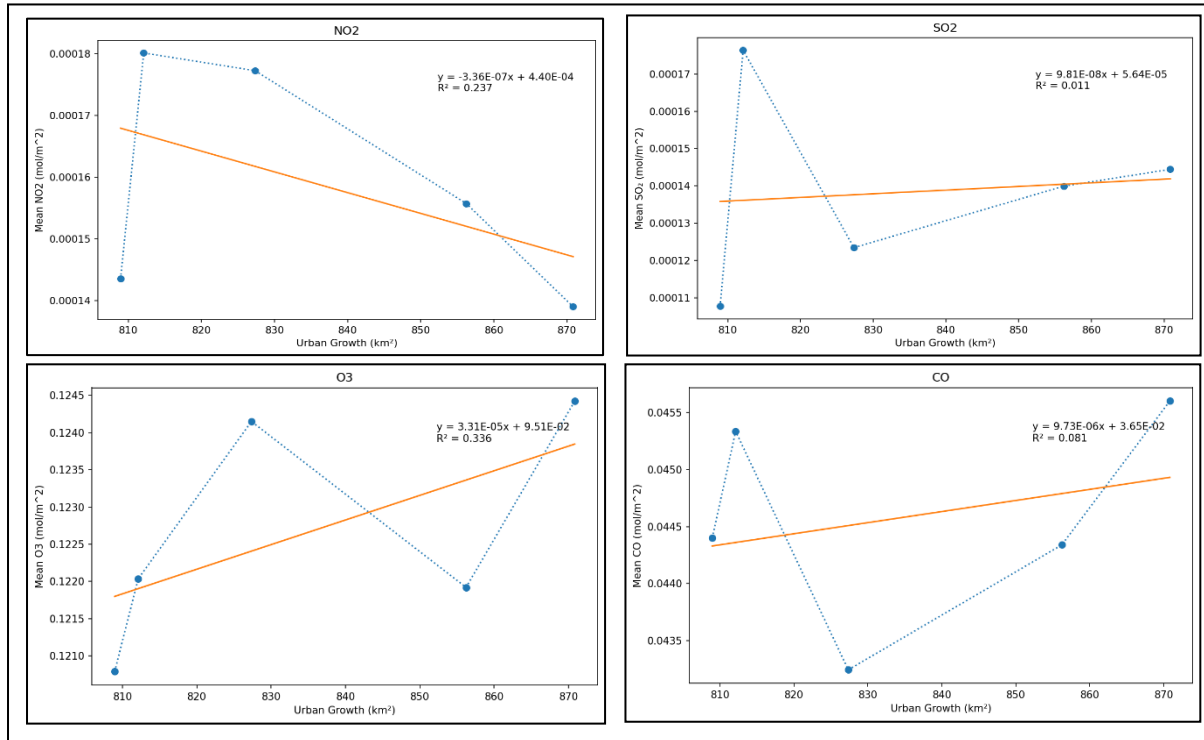 NO2
0.00018
0.00017
0.00016
0.00015
0.00014
Mean NO2 (mol/m^2)
y = -3.36E-07x + 4.40E-04
R² = 0.237
810 820 830 840 850 860 870
Urban Growth (km²)
SO2
0.00017
0.00016
0.00015
0.00014
0.00013
0.00012
0.00011
Mean SO₂ (mol/m^2)
y = 9.81E-08x + 5.64E-05
R² = 0.011
810 820 830 840 850 860 870
Urban Growth (km²)
O3
0.1245
0.1240
0.1235
0.1230
0.1225
0.1220
0.1215
0.1210
Mean O3 (mol/m^2)
y = 3.31E-05x + 9.51E-02
R² = 0.336
810 820 830 840 850 860 870
Urban Growth (km²)
CO
0.0455
0.0450
0.0445
0.0440
0.0435
Mean CO (mol/m^2)
y = 9.73E-06x + 3.65E-02
R² = 0.081
810 820 830 840 850 860 870
Urban Growth (km²)